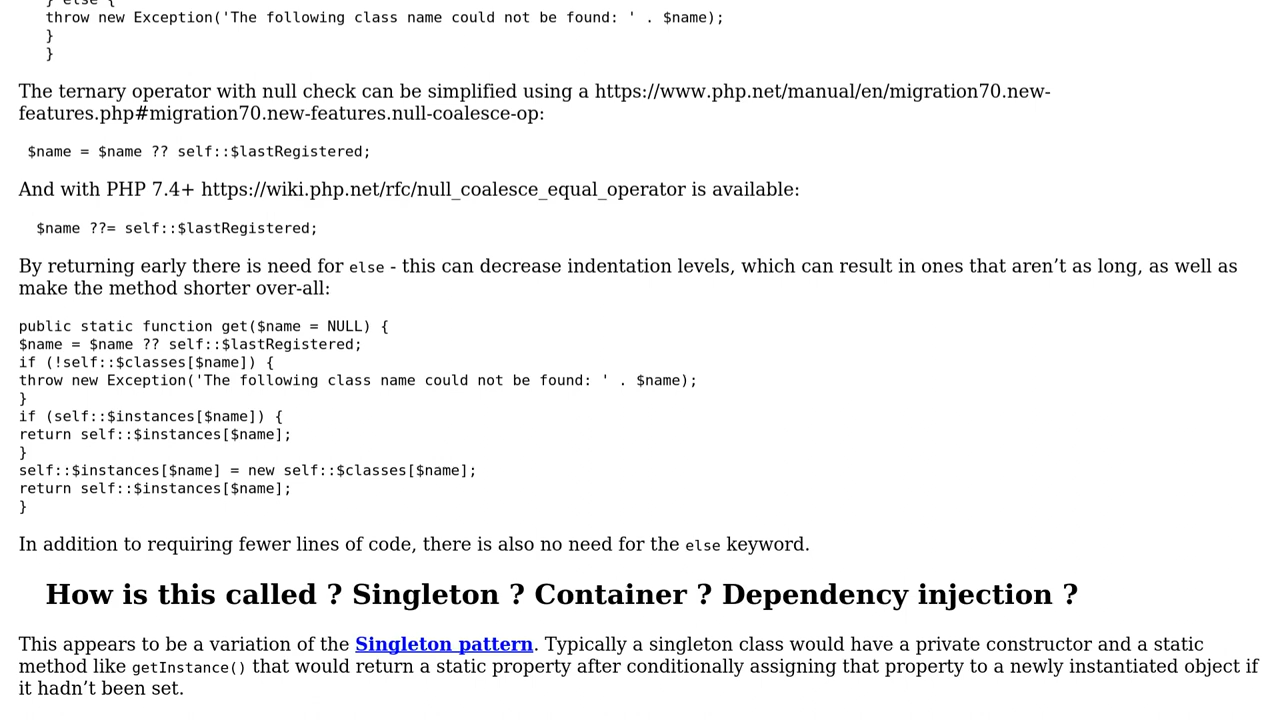 } else {
throw new Exception('The following class name could not be found: ' . $name);
}
}
The ternary operator with null check can be simplified using a https://www.php.net/manual/en/migration70.new-
features.php#migration70.new-features.null-coalesce-op:
$name = $name ?? self::$lastRegistered;
And with PHP 7.4+ https://wiki.php.net/rfc/null_coalesce_equal_operator is available:
$name ??= self::$lastRegistered;
By returning early there is need for else - this can decrease indentation levels, which can result in ones that aren’t as long, as well as
make the method shorter over-all:
public static function get($name = NULL) {
$name = $name ?? self::$lastRegistered;
if (!self::$classes[$name]) {
throw new Exception('The following class name could not be found: ' . $name);
}
if (self::$instances[$name]) {
return self::$instances[$name];
}
self::$instances[$name] = new self::$classes[$name];
return self::$instances[$name];
}
In addition to requiring fewer lines of code, there is also no need for the else keyword.
How is this called ? Singleton ? Container ? Dependency injection ?
This appears to be a variation of the Singleton pattern. Typically a singleton class would have a private constructor and a static
method like getInstance() that would return a static property after conditionally assigning that property to a newly instantiated object if
it hadn’t been set.